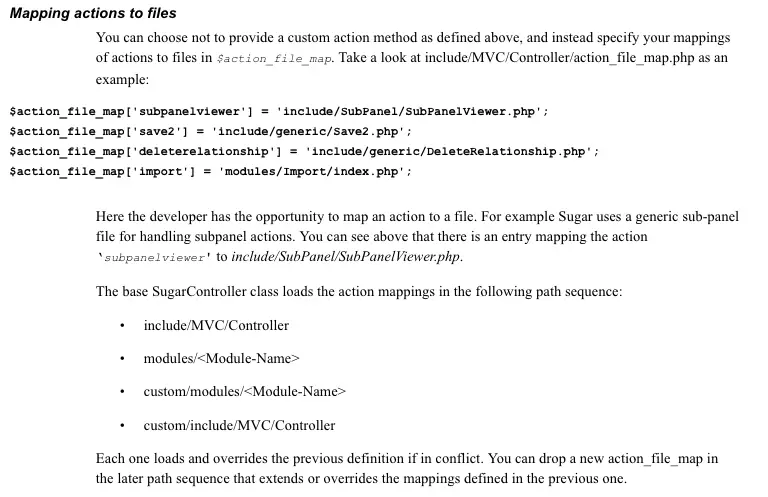 Mapping actions to files
You can choose not to provide a custom action method as defined above, and instead specify your mappings
of actions to files in $action_file_map. Take a look at include/MVC/Controller/action_file_map.php as an
example:
$action_file_map['subpanelviewer'] = 'include/SubPanel/SubPanelViewer.php';
$action_file_map['save2'] = 'include/generic/Save2.php';
$action_file_map['deleterelationship'] = 'include/generic/DeleteRelationship.php';
$action_file_map['import'] = 'modules/Import/index.php';
Here the developer has the opportunity to map an action to a file. For example Sugar uses a generic sub-panel
file for handling subpanel actions. You can see above that there is an entry mapping the action
‘subpanelviewer' to include/SubPanel/SubPanelViewer.php.
The base SugarController class loads the action mappings in the following path sequence:
• include/MVC/Controller
• modules/<Module-Name>
• custom/modules/<Module-Name>
• custom/include/MVC/Controller
Each one loads and overrides the previous definition if in conflict. You can drop a new action_file_map in
the later path sequence that extends or overrides the mappings defined in the previous one.